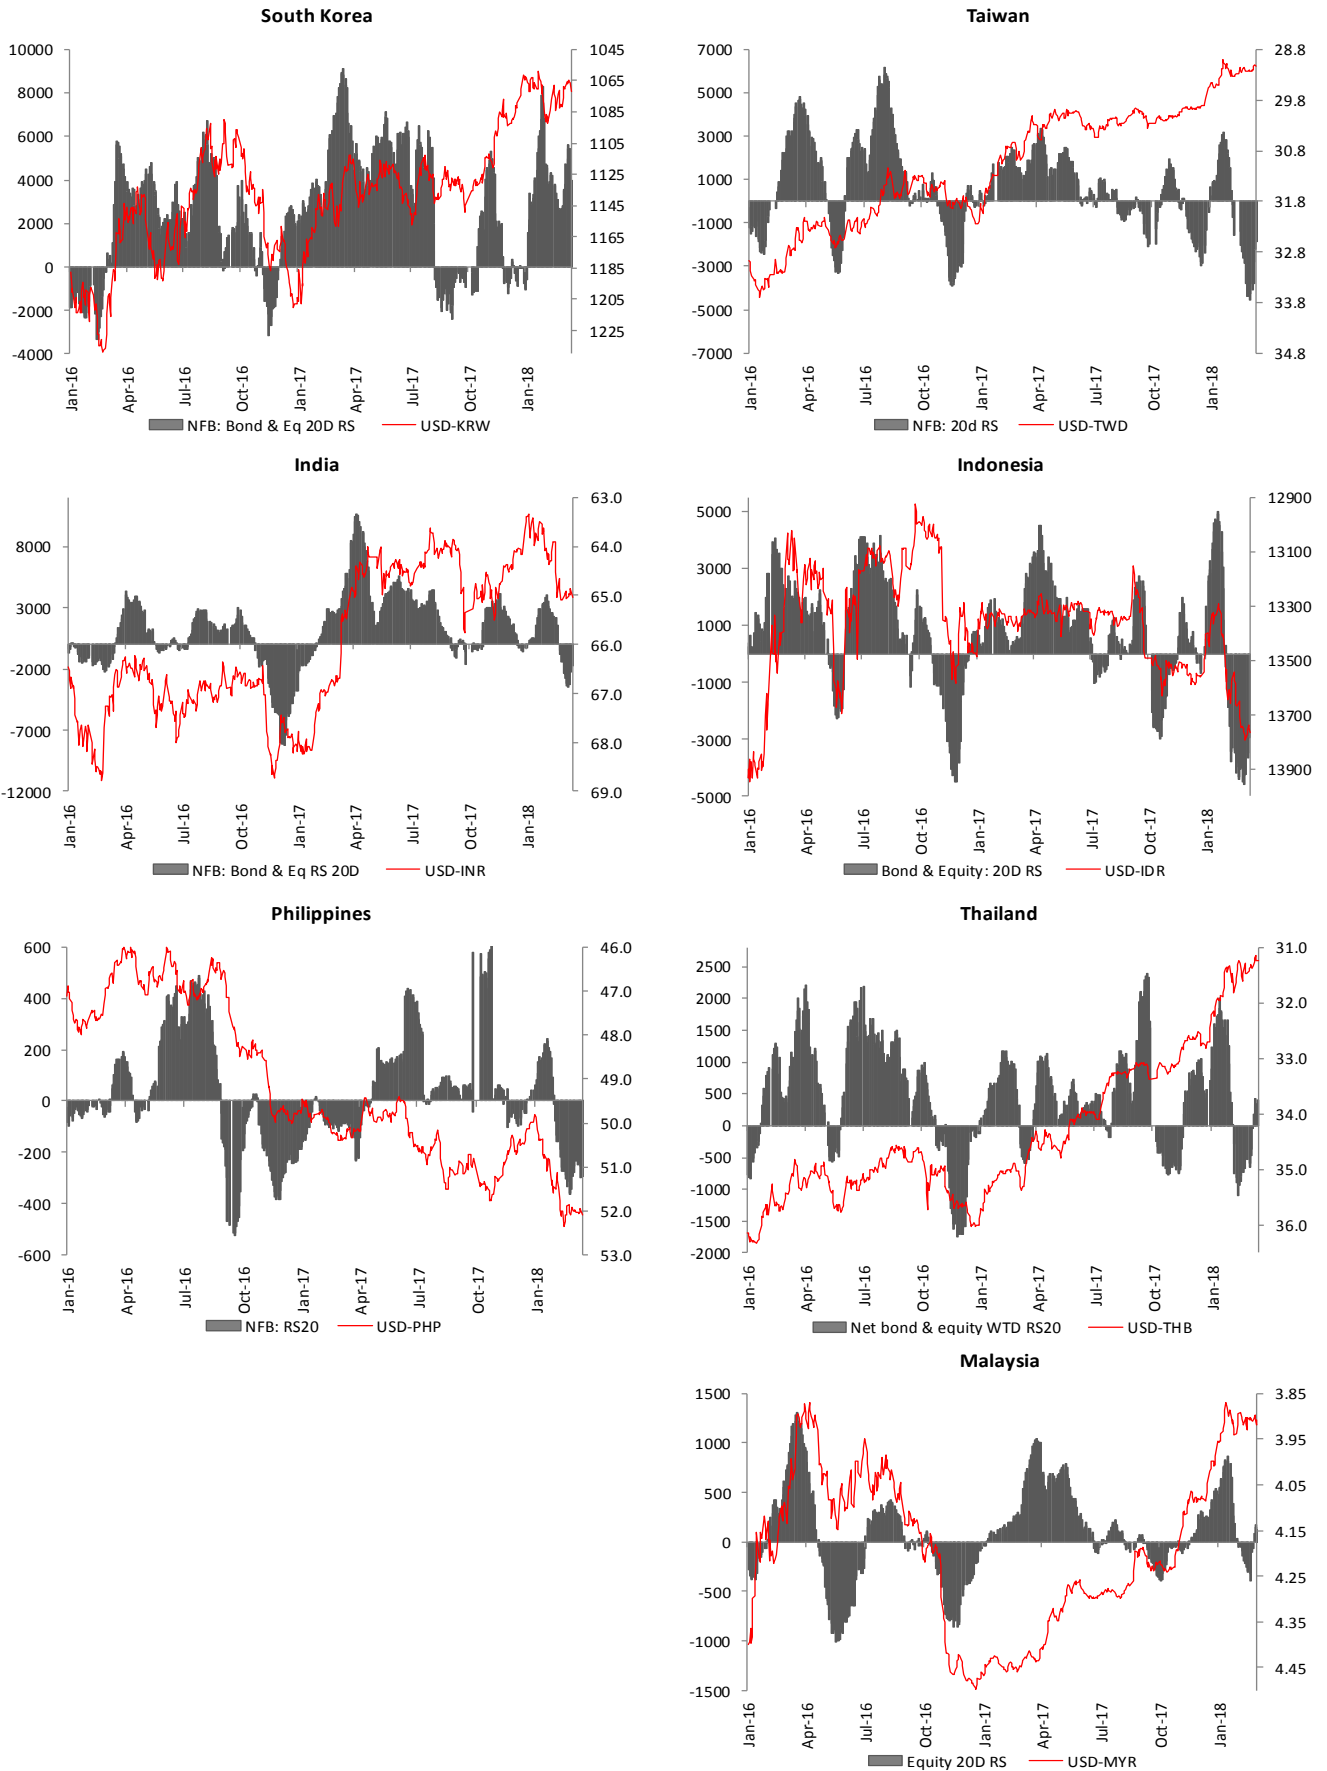 South Korea
10000
8000
6000
4000
2000
0
-2000
-4000
1045
1065
1085
1105
1125
1145
1165
1185
1205
1225
Jan-16
Apr-16
Jul-16
Oct-16
Jan-17
Apr-17
Jul-17
Oct-17
Jan-18
NFB: Bond & Eq 20D RS
USD-KRW
Taiwan
7000
5000
3000
1000
-1000
-3000
-5000
-7000
28.8
29.8
30.8
31.8
32.8
33.8
34.8
Jan-16
Apr-16
Jul-16
Oct-16
Jan-17
Apr-17
Jul-17
Oct-17
Jan-18
NFB: 20d RS
USD-TWD
India
8000
3000
-2000
-7000
-12000
63.0
64.0
65.0
66.0
67.0
68.0
69.0
Jan-16
Apr-16
Jul-16
Oct-16
Jan-17
Apr-17
Jul-17
Oct-17
Jan-18
NFB: Bond & Eq RS 20D
USD-INR
Indonesia
5000
3000
1000
-1000
-3000
-5000
12900
13100
13300
13500
13700
13900
Jan-16
Apr-16
Jul-16
Oct-16
Jan-17
Apr-17
Jul-17
Oct-17
Jan-18
Bond & Equity: 20D RS
USD-IDR
Philippines
600
400
200
0
-200
-400
-600
46.0
47.0
48.0
49.0
50.0
51.0
52.0
53.0
Jan-16
Apr-16
Jul-16
Oct-16
Jan-17
Apr-17
Jul-17
Oct-17
Jan-18
NFB: RS20
USD-PHP
Thailand
2500
2000
1500
1000
500
0
-500
-1000
-1500
-2000
31.0
32.0
33.0
34.0
35.0
36.0
Jan-16
Apr-16
Jul-16
Oct-16
Jan-17
Apr-17
Jul-17
Oct-17
Jan-18
Net bond & equity WTD RS20
USD-THB
Malaysia
1500
1000
500
0
-500
-1000
-1500
3.85
3.95
4.05
4.15
4.25
4.35
4.45
Jan-16
Apr-16
Jul-16
Oct-16
Jan-17
Apr-17
Jul-17
Oct-17
Jan-18
Equity 20D RS
USD-MYR